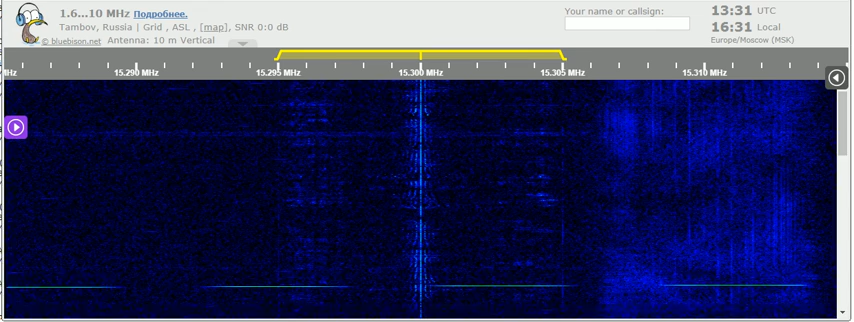 1.6...10 MHz Подробнее.
Tambov, Russia | Grid , ASL , [map], SNR 0:0 dB
© bluebison.net Antenna: 10 m Vertical
Your name or callsign:
13:31 UTC
16:31 Local
Europe/Moscow (MSK)
MHz 15.290 MHz 15.295 MHz 15.300 MHz 15.305 MHz 15.310 MHz